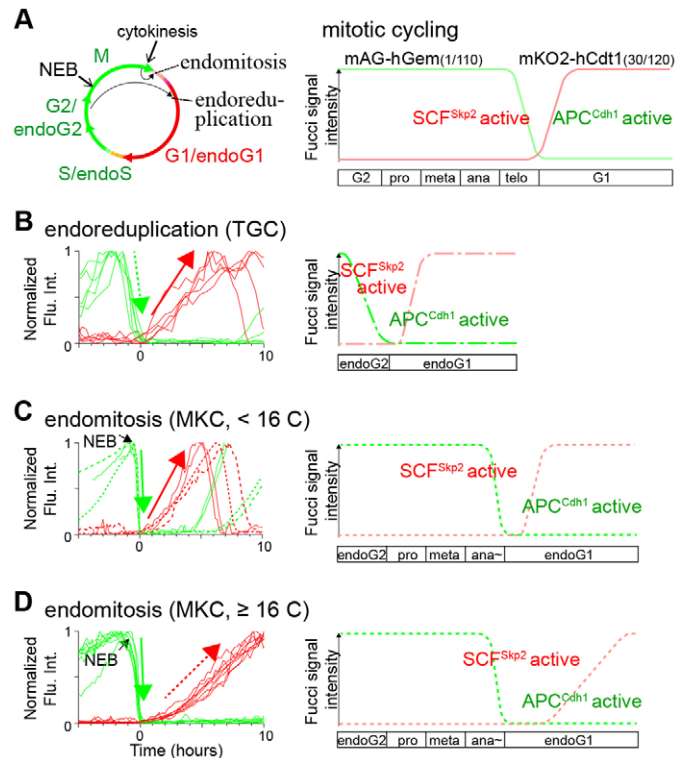 A
M
cytokinesis
NEB
endomitosis
endoredu-
plication
G2/
endoG2
G1/endoG1
S/endoS
mitotic cycling
mAG-hGem(1/110)
mKO2-hCdt1(30/120)
Fucci signal
intensity
SCFSkp2 active
APCCdh1 active
G2 pro meta ana telo G1
B endoreduplication (TGC)
Normalized
Flu. Int.
1
0
0 10
Fucci signal
intensity
SCFSkp2
active
APCCdh1 active
endoG2 endoG1
C endomitosis (MKC, < 16 C)
Normalized
Flu. Int.
1
NEB
0
0 10
Fucci signal
intensity
SCFSkp2 active
APCCdh1 active
endoG2 pro meta ana~ endoG1
D endomitosis (MKC, ≥ 16 C)
Normalized
Flu. Int.
1
NEB
0
0 10
Time (hours)
Fucci signal
intensity
SCFSkp2 active
APCCdh1 active
endoG2 pro meta ana~ endoG1